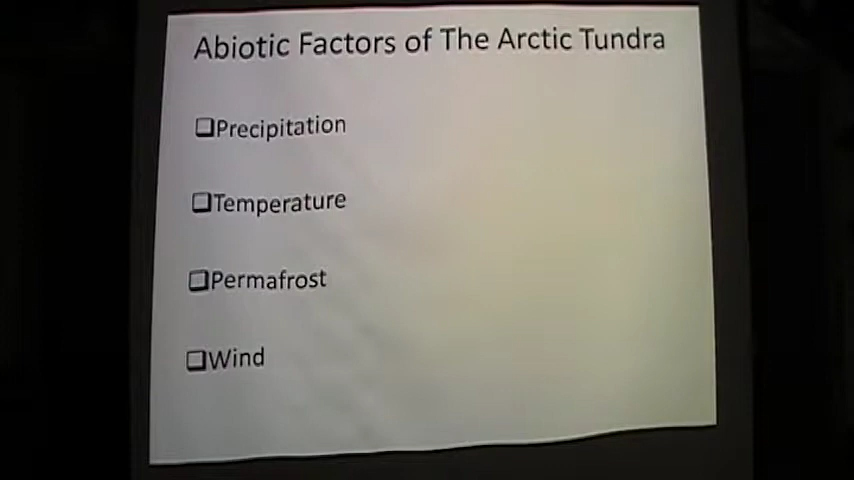 Abiotic Factors of The Arctic Tundra
❑Precipitation
❑Temperature
❑Permafrost
❑Wind